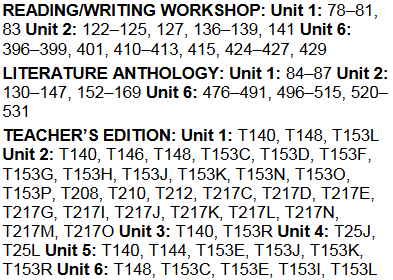 READING/WRITING WORKSHOP: Unit 1: 78–81,
83 Unit 2: 122–125, 127, 136–139, 141 Unit 6:
396–399, 401, 410–413, 415, 424–427, 429
LITERATURE ANTHOLOGY: Unit 1: 84–87 Unit 2:
130–147, 152–169 Unit 6: 476–491, 496–515, 520–
531
TEACHER’S EDITION: Unit 1: T140, T148, T153L
Unit 2: T140, T146, T148, T153C, T153D, T153F,
T153G, T153H, T153J, T153K, T153N, T153O,
T153P, T208, T210, T212, T217C, T217D, T217E,
T217G, T217I, T217J, T217K, T217L, T217N,
T217M, T217O Unit 3: T140, T153R Unit 4: T25J,
T25L Unit 5: T140, T144, T153E, T153J, T153K,
T153R Unit 6: T148, T153C, T153E, T153I, T153L